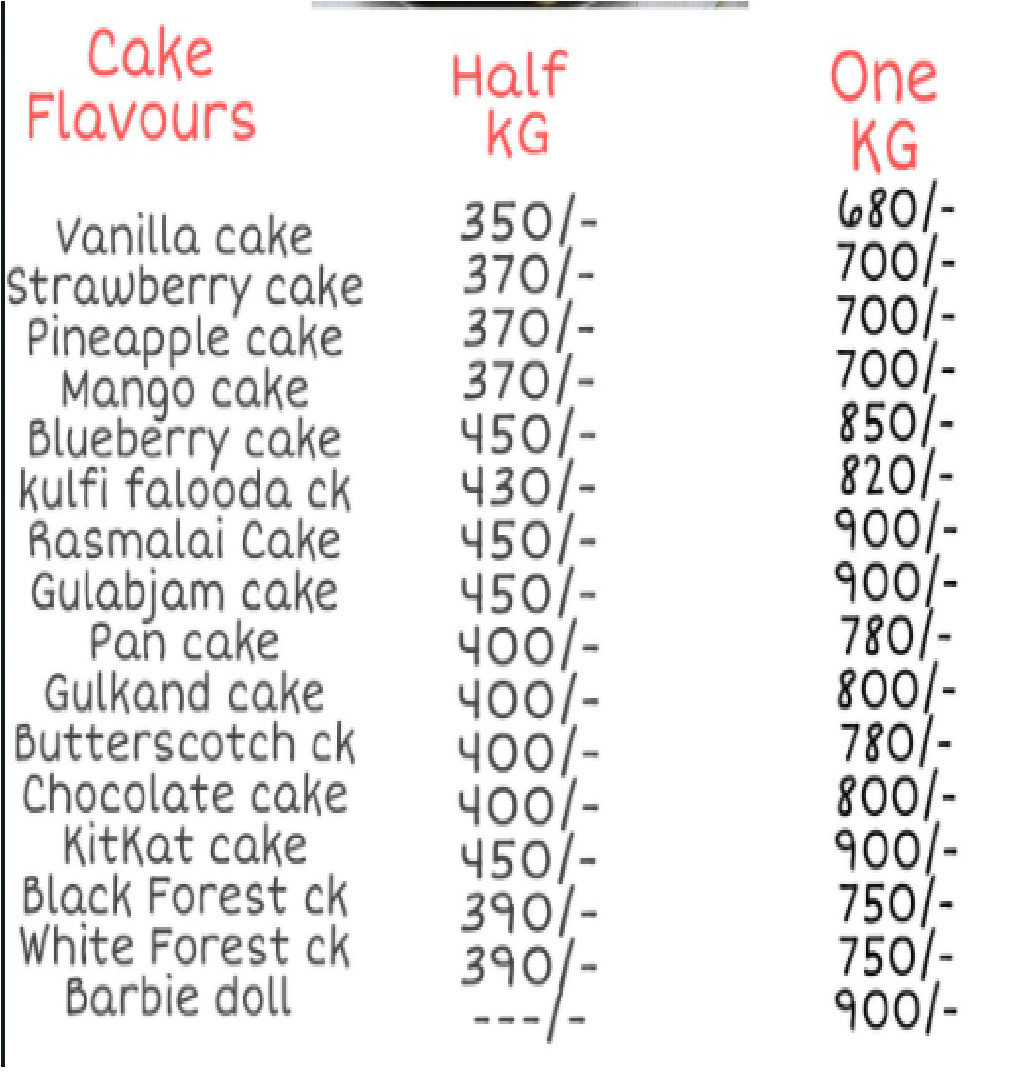 Cake Flavours Half KG One KG
Vanilla cake 350/- 680/-
Strawberry cake 370/- 700/-
Pineapple cake 370/- 700/-
Mango cake 370/- 700/-
Blueberry cake 450/- 850/-
kulfi falooda ck 430/- 820/-
Rasmalai Cake 450/- 900/-
Gulabjam cake 450/- 900/-
Pan cake 400/- 780/-
Gulkand cake 400/- 800/-
Butterscotch ck 400/- 780/-
Chocolate cake 400/- 800/-
KitKat cake 450/- 900/-
Black Forest ck 390/- 750/-
White Forest ck 390/- 750/-
Barbie doll ---/- 900/-